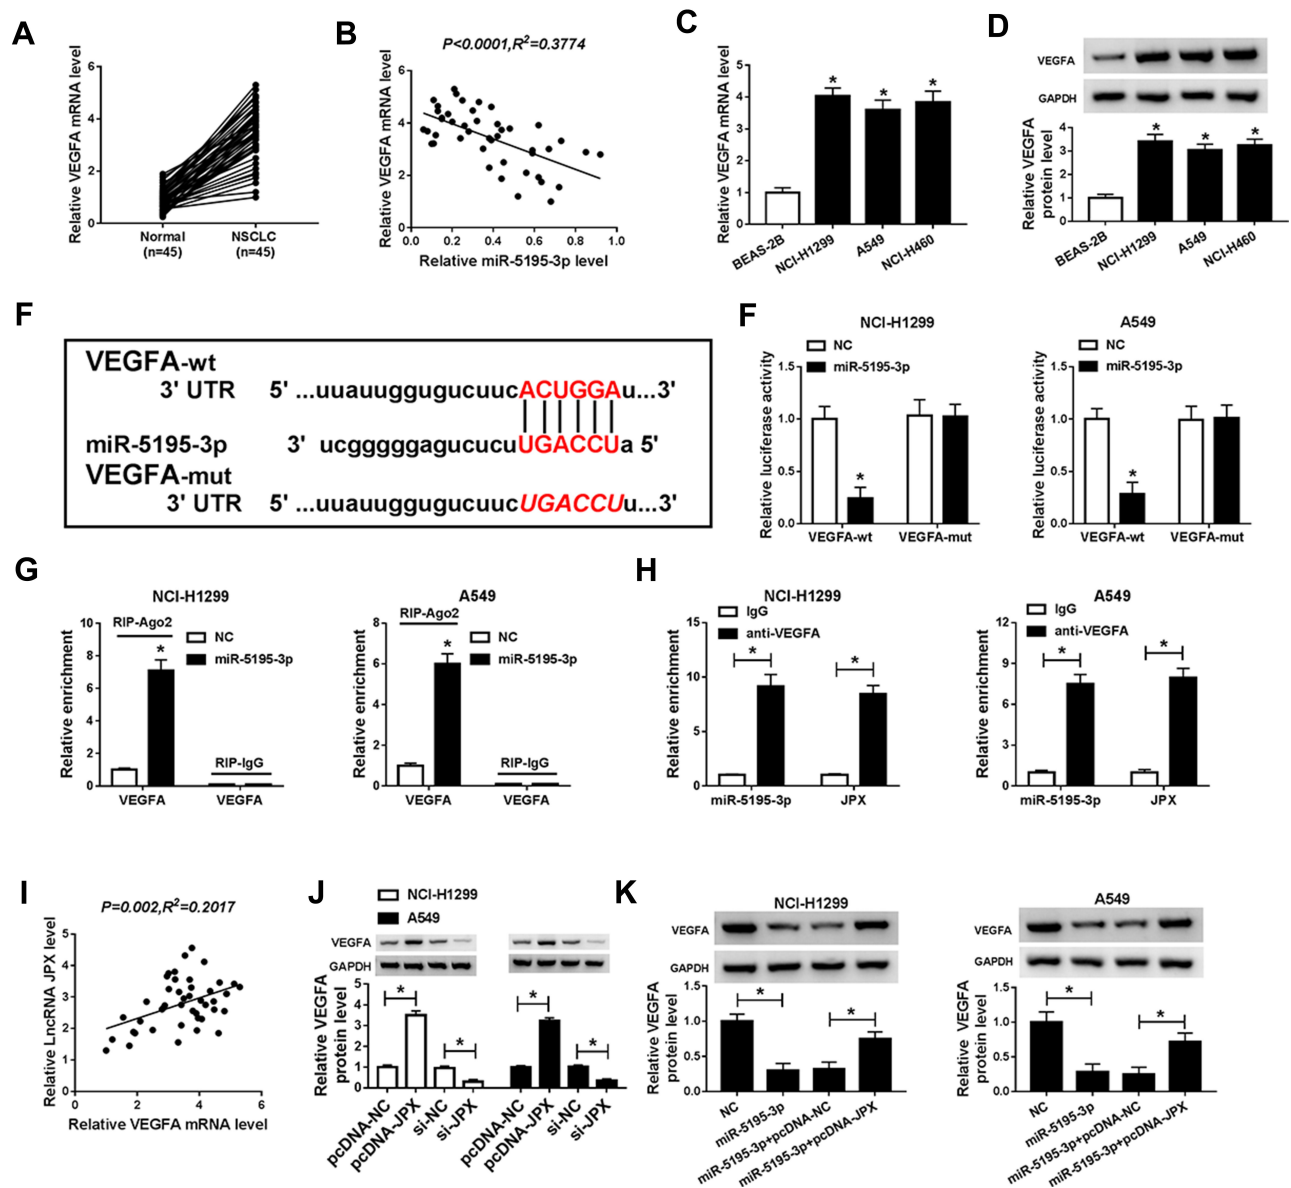 A
Relative VEGFA mRNA level
6
4
2
0
Normal
(n=45)
NSCLC
(n=45)
B
P<0.0001,R²=0.3774
Relative VEGFA mRNA level
6
4
2
0
0.0 0.2 0.4 0.6 0.8 1.0
Relative miR-5195-3p level
C
Relative VEGFA mRNA level
5
4
3
2
1
0
* * *
BEAS-2B NCI-H1299 A549 NCI-H460
D
VEGFA
GAPDH
Relative VEGFA
protein level
4
3
2
1
0
* * *
BEAS-2B NCI-H1299 A549 NCI-H460
F
VEGFA-wt
3' UTR 5' ...uuauuggugucuucACUGGAu...3'
miR-5195-3p 3' ucgggggagucucuUGACCUa 5'
VEGFA-mut
3' UTR 5' ...uuauuggugucuucUGACCUu...3'
F
NCI-H1299
NC
miR-5195-3p
Relative luciferase activity
1.5
1.0
0.5
0.0
*
VEGFA-wt VEGFA-mut
A549
NC
miR-5195-3p
Relative luciferase activity
1.5
1.0
0.5
0.0
*
VEGFA-wt VEGFA-mut
G
NCI-H1299
RIP-Ago2
NC
miR-5195-3p
Relative enrichment
10
8
6
4
2
0
*
RIP-IgG
VEGFA VEGFA
A549
RIP-Ago2
NC
miR-5195-3p
Relative enrichment
8
6
4
2
0
*
RIP-IgG
VEGFA VEGFA
H
NCI-H1299
IgG
anti-VEGFA
Relative enrichment
15
10
5
0
* *
miR-5195-3p JPX
A549
IgG
anti-VEGFA
Relative enrichment
12
9
6
3
0
* *
miR-5195-3p JPX
I
P=0.002,R²=0.2017
Relative LncRNA JPX level
5
4
3
2
1
0
0 2 4 6
Relative VEGFA mRNA level
J
NCI-H1299
A549
VEGFA
GAPDH
Relative VEGFA
protein level
5
4
3
2
1
0
* * * *
pcDNA-NC pcDNA-JPX si-NC si-JPX pcDNA-NC pcDNA-JPX si-NC si-JPX
K
NCI-H1299
VEGFA
GAPDH
Relative VEGFA
protein level
1.5
1.0
0.5
0.0
* *
NC miR-5195-3p miR-5195-3p+pcDNA-NC miR-5195-3p+pcDNA-JPX
A549
VEGFA
GAPDH
Relative VEGFA
protein level
1.5
1.0
0.5
0.0
* *
NC miR-5195-3p miR-5195-3p+pcDNA-NC miR-5195-3p+pcDNA-JPX